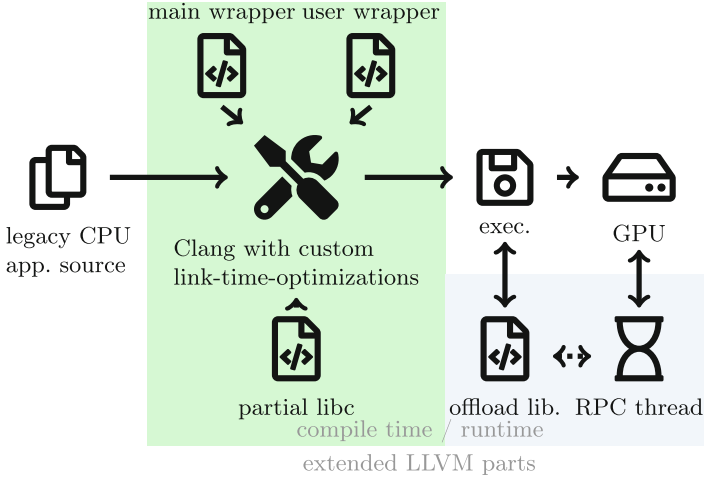 main wrapper user wrapper
legacy CPU
app. source
Clang with custom
link-time-optimizations
exec.
GPU
partial libc
offload lib.
RPC thread
compile time / runtime
extended LLVM parts